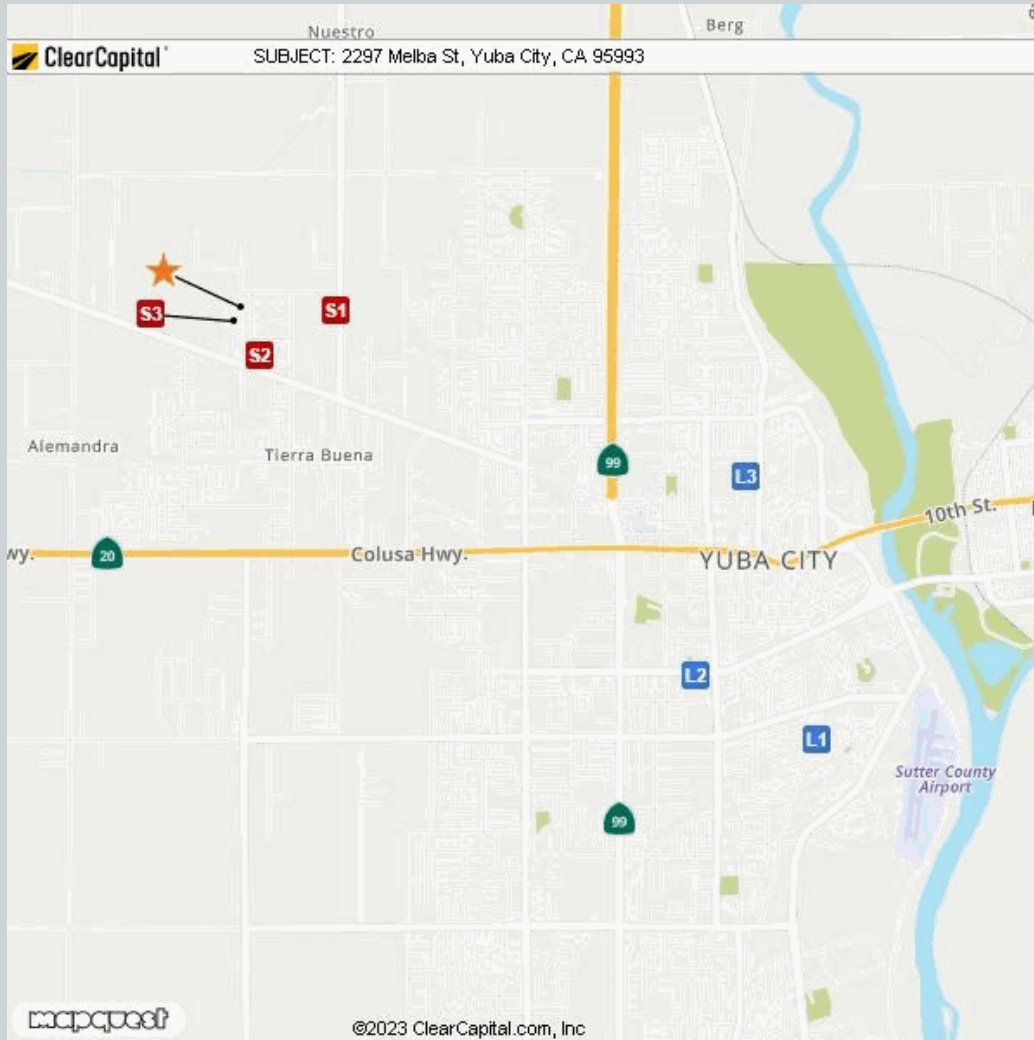 Nuestro
Berg
ClearCapital
SUBJECT: 2297 Melba St, Yuba City, CA 95993
S3
S1
S2
Alemandra
Tierra Buena
99
L3
10th St.
wy.
20
Colusa Hwy.
YUBA CITY
L2
L1
Sutter County
Airport
99
mapquest
©2023 ClearCapital.com, Inc